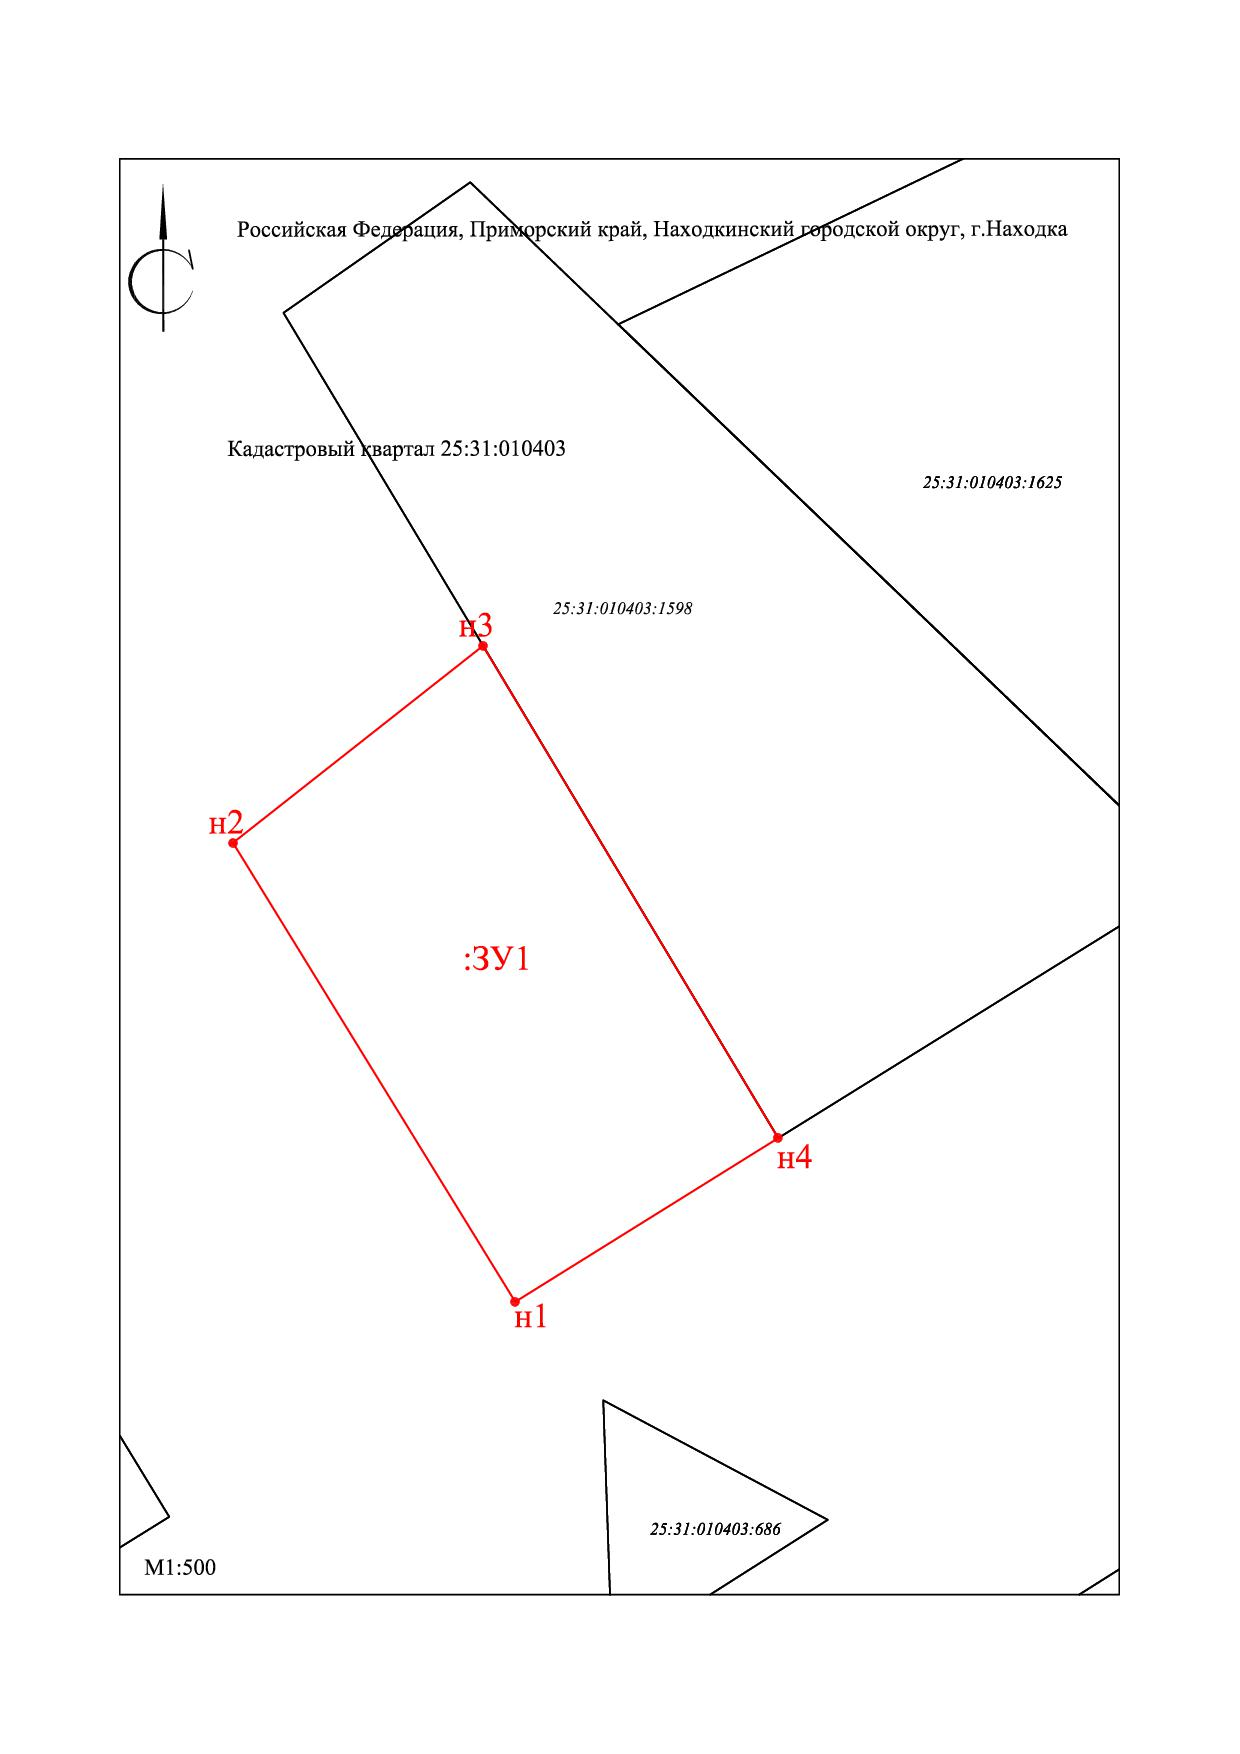 Российская Федерация, Приморский край, Находкинский городской округ, г.Находка
С
Кадастровый квартал 25:31:010403
25:31:010403:1625
25:31:010403:1598
н3
н2
:ЗУ1
н4
н1
25:31:010403:686
М1:500